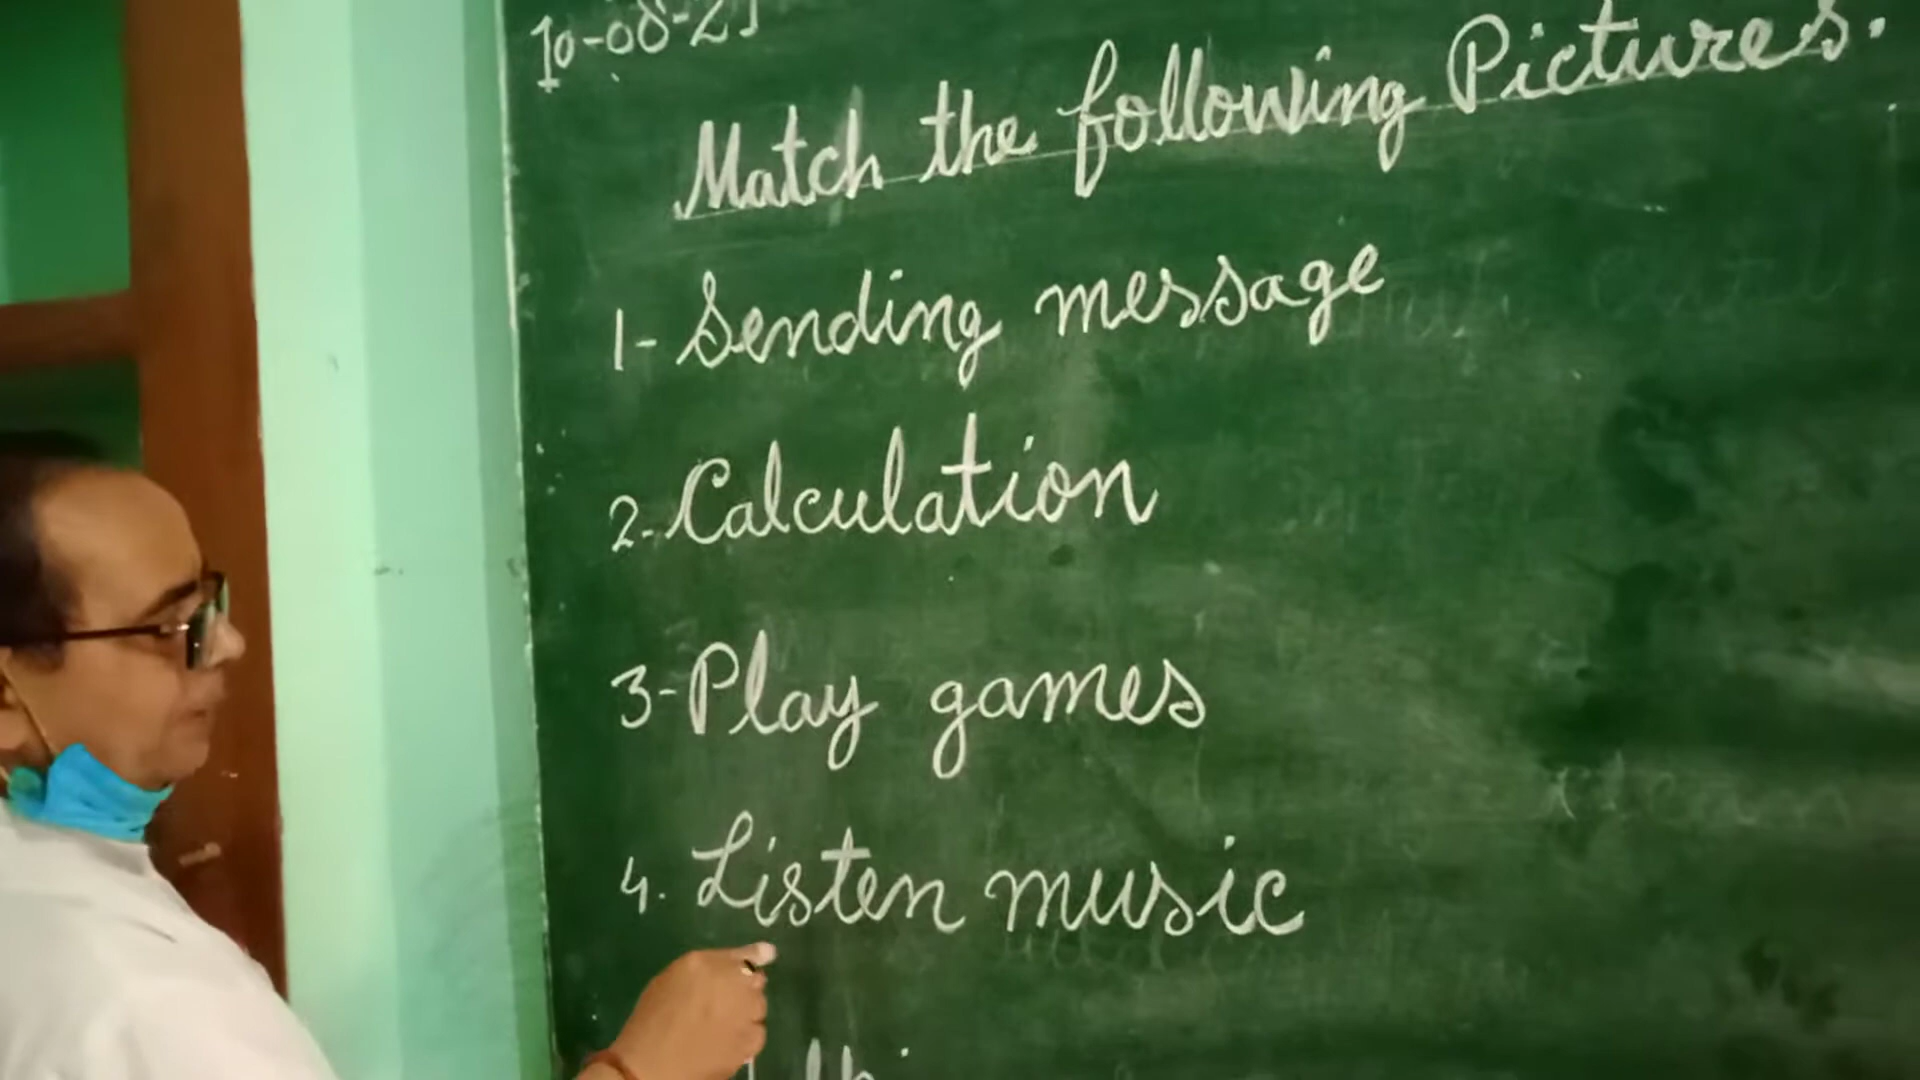 10-08-21
Match the following Pictures.
1- Sending message
2- Calculation
3- Play games
4. Listen music